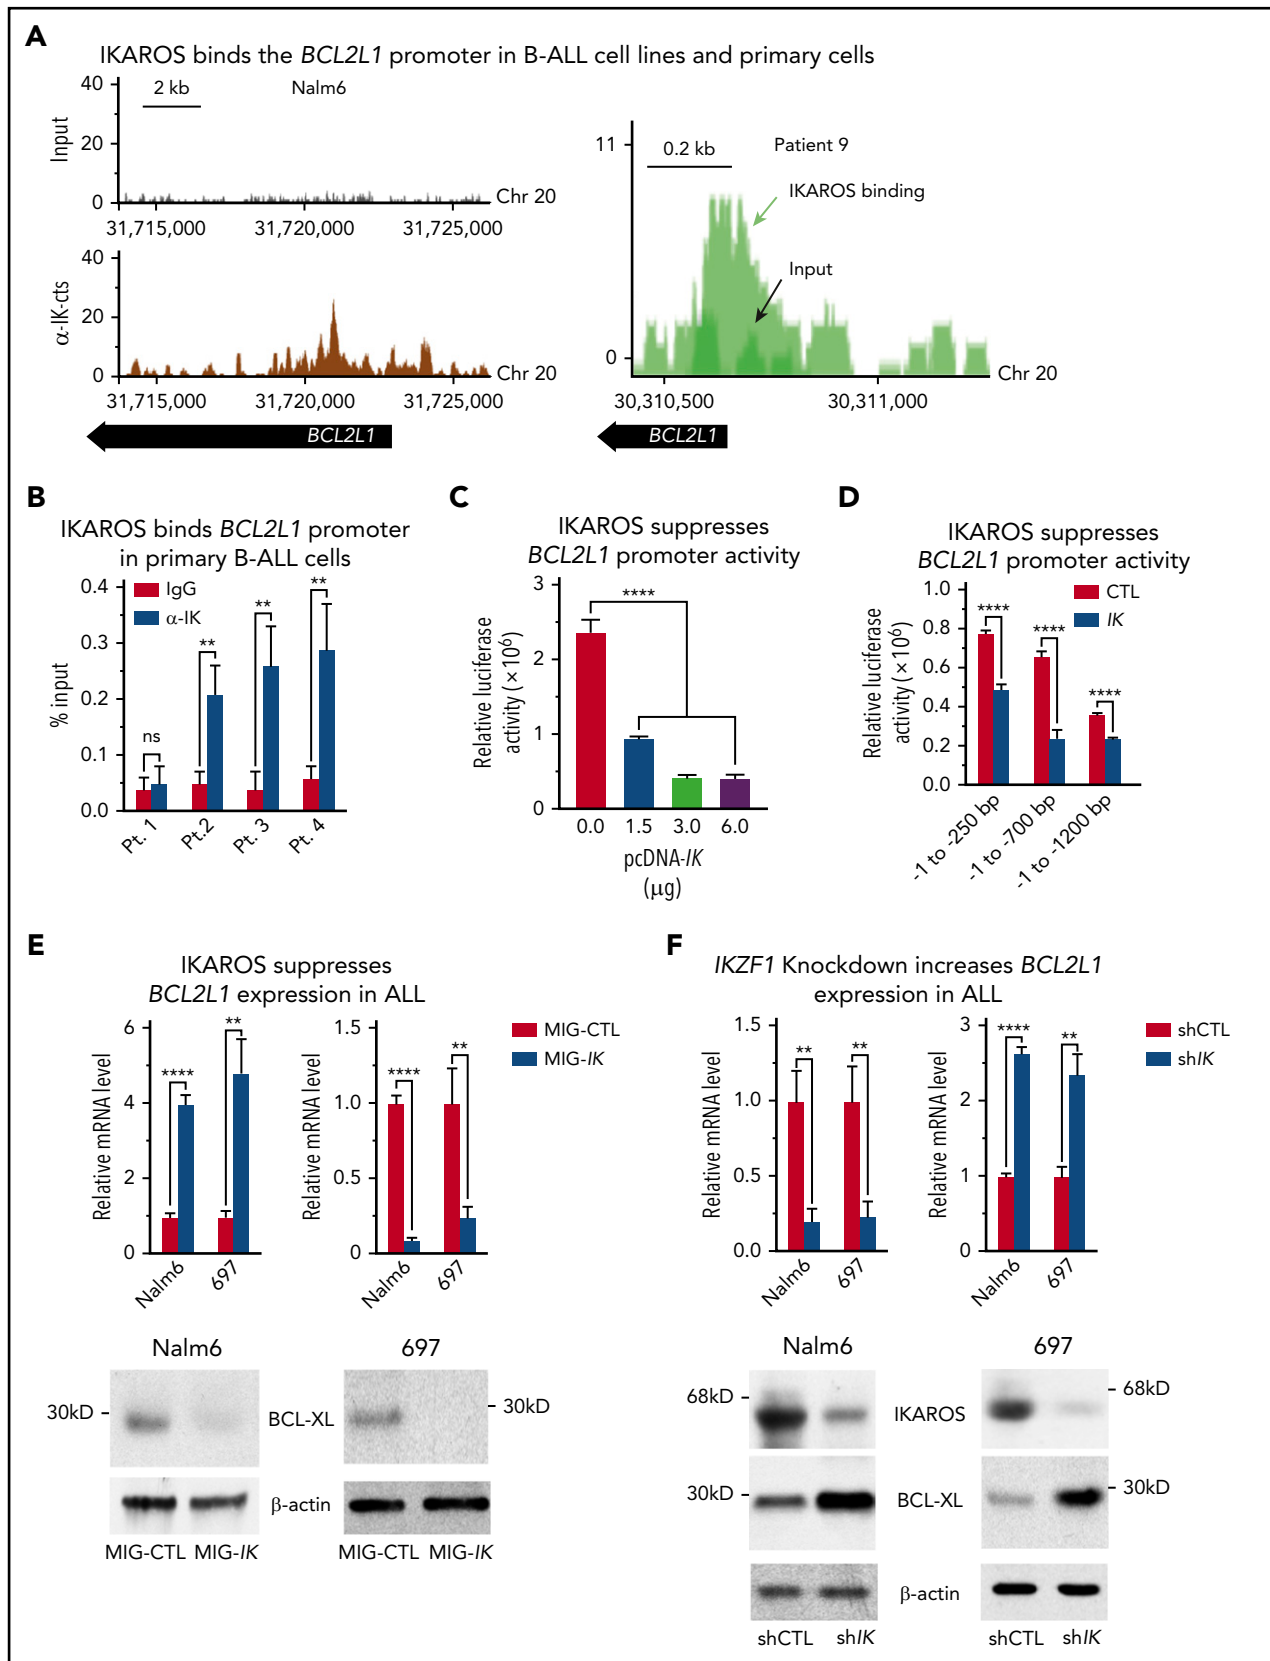 A
IKAROS binds the BCL2L1 promoter in B-ALL cell lines and primary cells
40
20
0
Input
2 kb
Nalm6
Chr 20
31,715,000
31,720,000
31,725,000
40
20
0
α-IK-cts
Chr 20
31,715,000
31,720,000
31,725,000
BCL2L1
11
0
0.2 kb
Patient 9
IKAROS binding
Input
Chr 20
30,310,500
30,311,000
BCL2L1
B
IKAROS binds BCL2L1 promoter
in primary B-ALL cells
% input
0.4
0.3
0.2
0.1
0.0
IgG
α-IK
ns
**
**
**
Pt. 1
Pt.2
Pt. 3
Pt. 4
C
IKAROS suppresses
BCL2L1 promoter activity
Relative luciferase
activity (×10⁶)
3
2
1
0
****
0.0
1.5
3.0
6.0
pcDNA-IK
(µg)
D
IKAROS suppresses
BCL2L1 promoter activity
Relative luciferase
activity (×10⁶)
1.0
0.8
0.6
0.4
0.2
0.0
CTL
IK
****
****
****
-1 to -250 bp
-1 to -700 bp
-1 to -1200 bp
E
IKAROS suppresses
BCL2L1 expression in ALL
Relative mRNA level
6
4
2
0
****
**
Nalm6
697
Relative mRNA level
1.5
1.0
0.5
0
****
**
Nalm6
697
MIG-CTL
MIG-IK
Nalm6
697
30kD
BCL-XL
30kD
β-actin
MIG-CTL
MIG-IK
MIG-CTL
MIG-IK
F
IKZF1 Knockdown increases BCL2L1
expression in ALL
Relative mRNA level
1.5
1.0
0.5
0.0
**
**
Nalm6
697
Relative mRNA level
3
2
1
0
****
**
Nalm6
697
shCTL
shIK
Nalm6
697
68kD
IKAROS
68kD
30kD
BCL-XL
30kD
β-actin
shCTL
shIK
shCTL
shIK